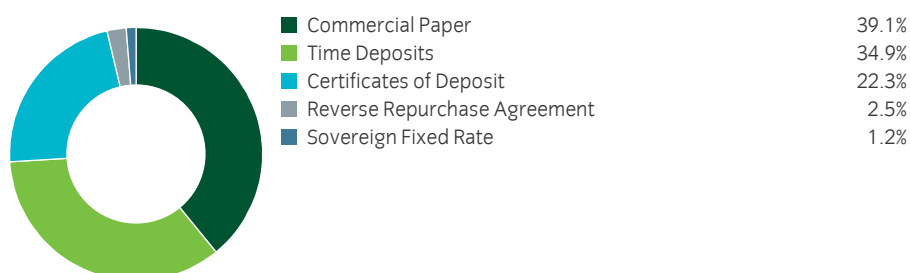 Commercial Paper 39.1%
Time Deposits 34.9%
Certificates of Deposit 22.3%
Reverse Repurchase Agreement 2.5%
Sovereign Fixed Rate 1.2%